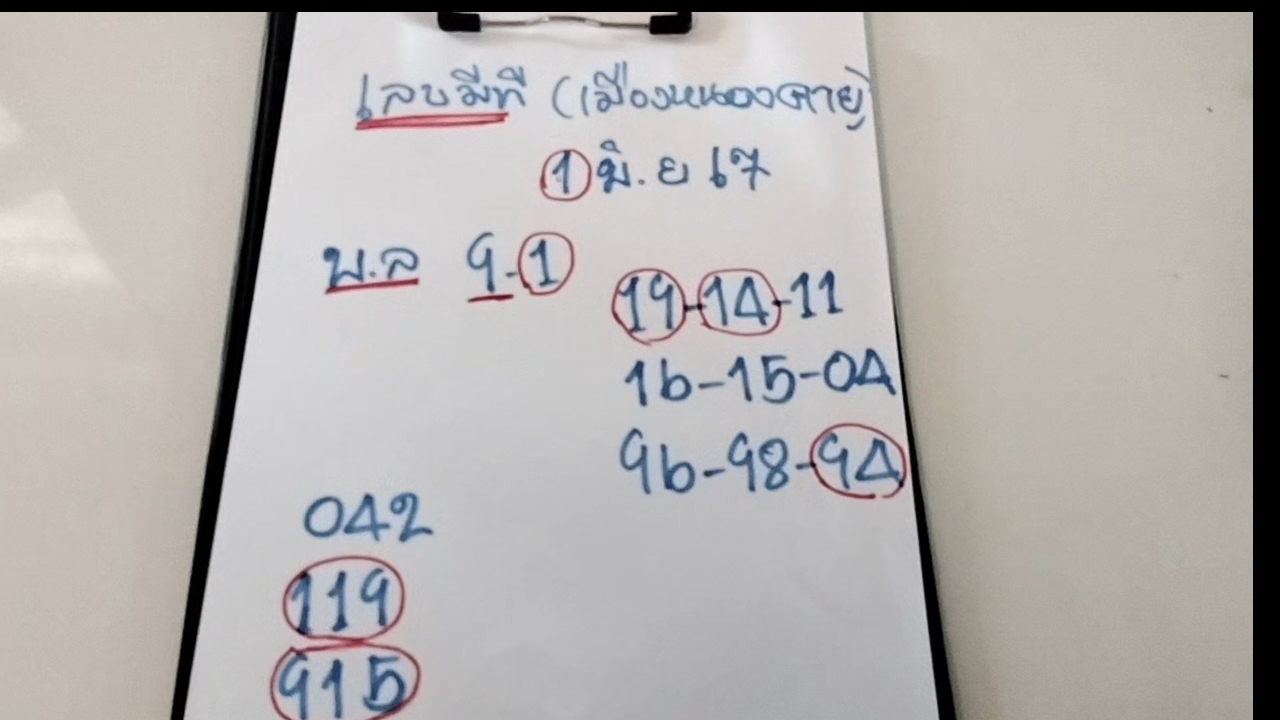 เลขมีที (เมืองหนองคาย)
1 มิ.ย 67
พ.ล 9-1
19-14-11
16-15-04
96-98-94
042
119
915